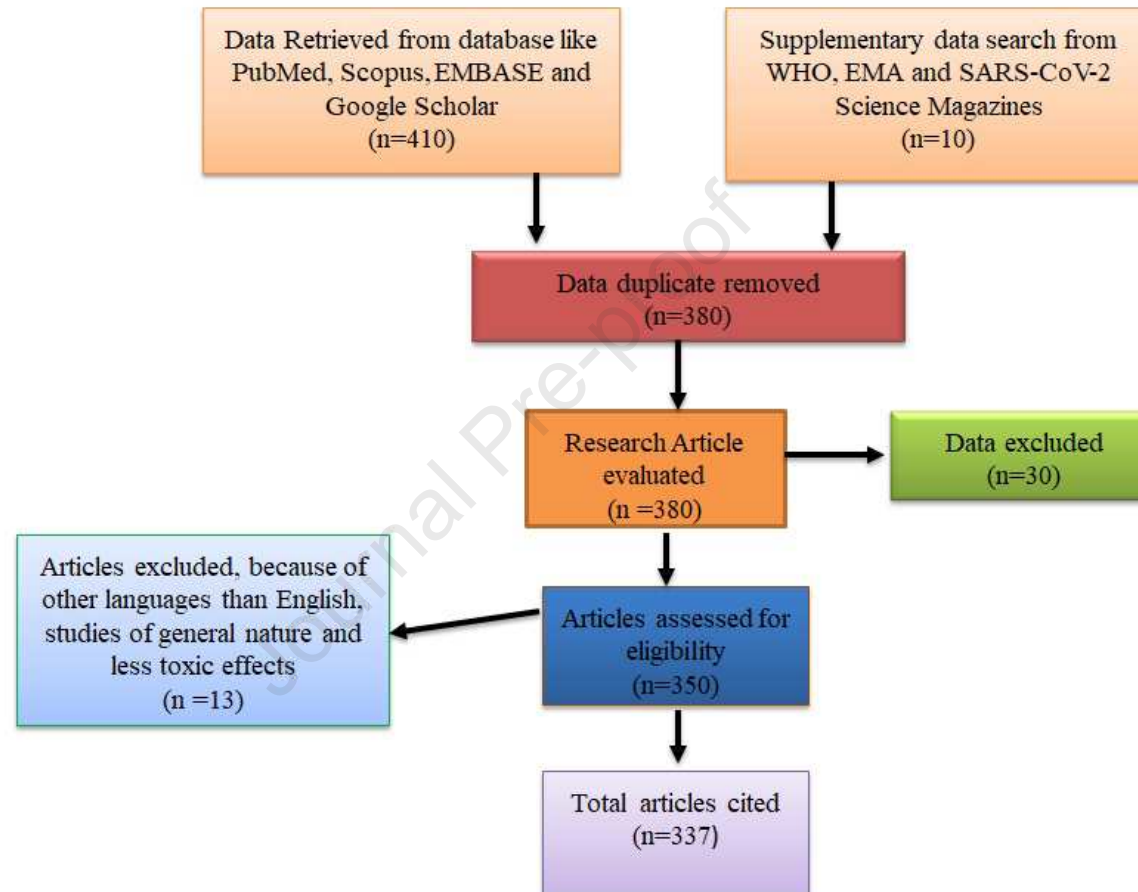 Data Retrieved from database like
PubMed, Scopus, EMBASE and
Google Scholar
(n=410)
Supplementary data search from
WHO, EMA and SARS-CoV-2
Science Magazines
(n=10)
Data duplicate removed
(n=380)
Research Article
evaluated
(n =380)
Data excluded
(n=30)
Articles excluded, because of
other languages than English,
studies of general nature and
less toxic effects
(n =13)
Articles assessed for
eligibility
(n=350)
Total articles cited
(n=337)
Journal Pre-proof